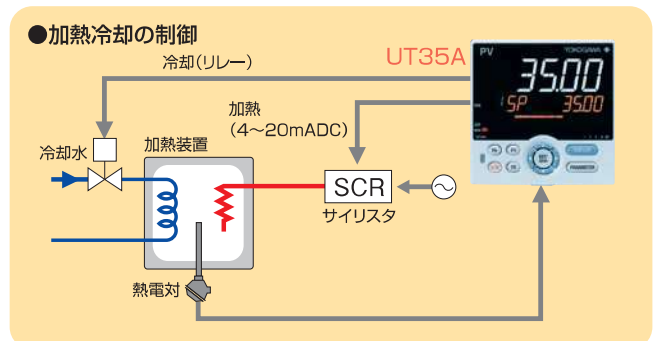 ●加熱冷却の制御
冷却(リレー)
UT35A
PV
YOKOGAWA
35.00
SP 35.00
加熱
(4〜20mADC)
冷却水
加熱装置
SCR
サイリスタ
PARAMETER
熱電対